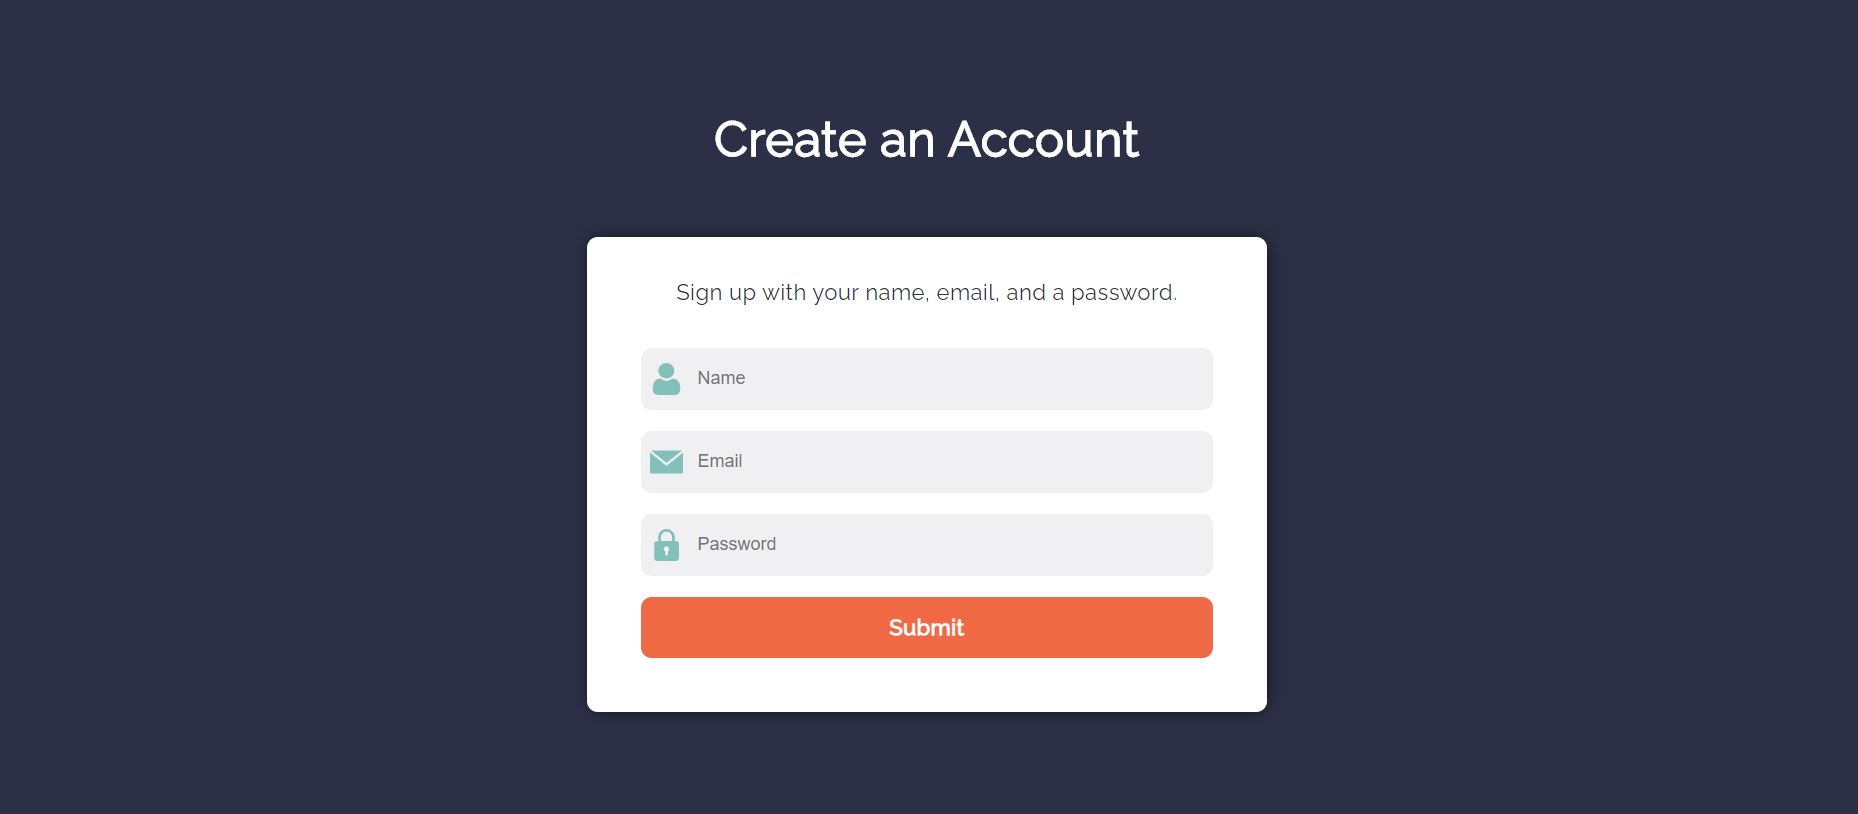 Create an Account
Sign up with your name, email, and a password.
Name
Email
Password
Submit